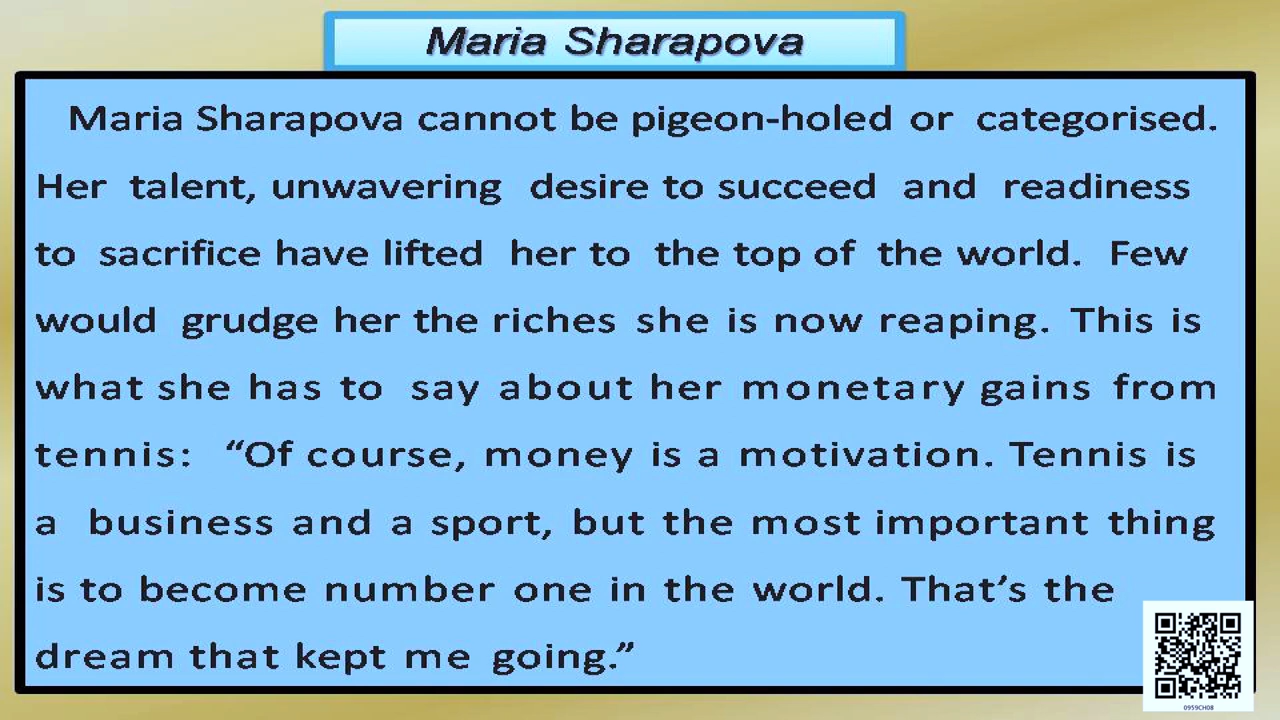 Maria Sharapova
Maria Sharapova cannot be pigeon-holed or categorised.
Her talent, unwavering desire to succeed and readiness
to sacrifice have lifted her to the top of the world. Few
would grudge her the riches she is now reaping. This is
what she has to say about her monetary gains from
tennis: “Of course, money is a motivation. Tennis is
a business and a sport, but the most important thing
is to become number one in the world. That’s the
dream that kept me going.”
0959CH08